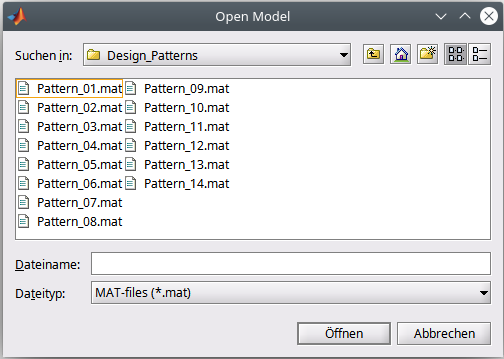 Open Model
Suchen in: Design_Patterns
Pattern_01.mat Pattern_09.mat
Pattern_02.mat Pattern_10.mat
Pattern_03.mat Pattern_11.mat
Pattern_04.mat Pattern_12.mat
Pattern_05.mat Pattern_13.mat
Pattern_06.mat Pattern_14.mat
Pattern_07.mat
Pattern_08.mat
Dateiname:
Dateityp: MAT-files (*.mat)
Öffnen Abbrechen